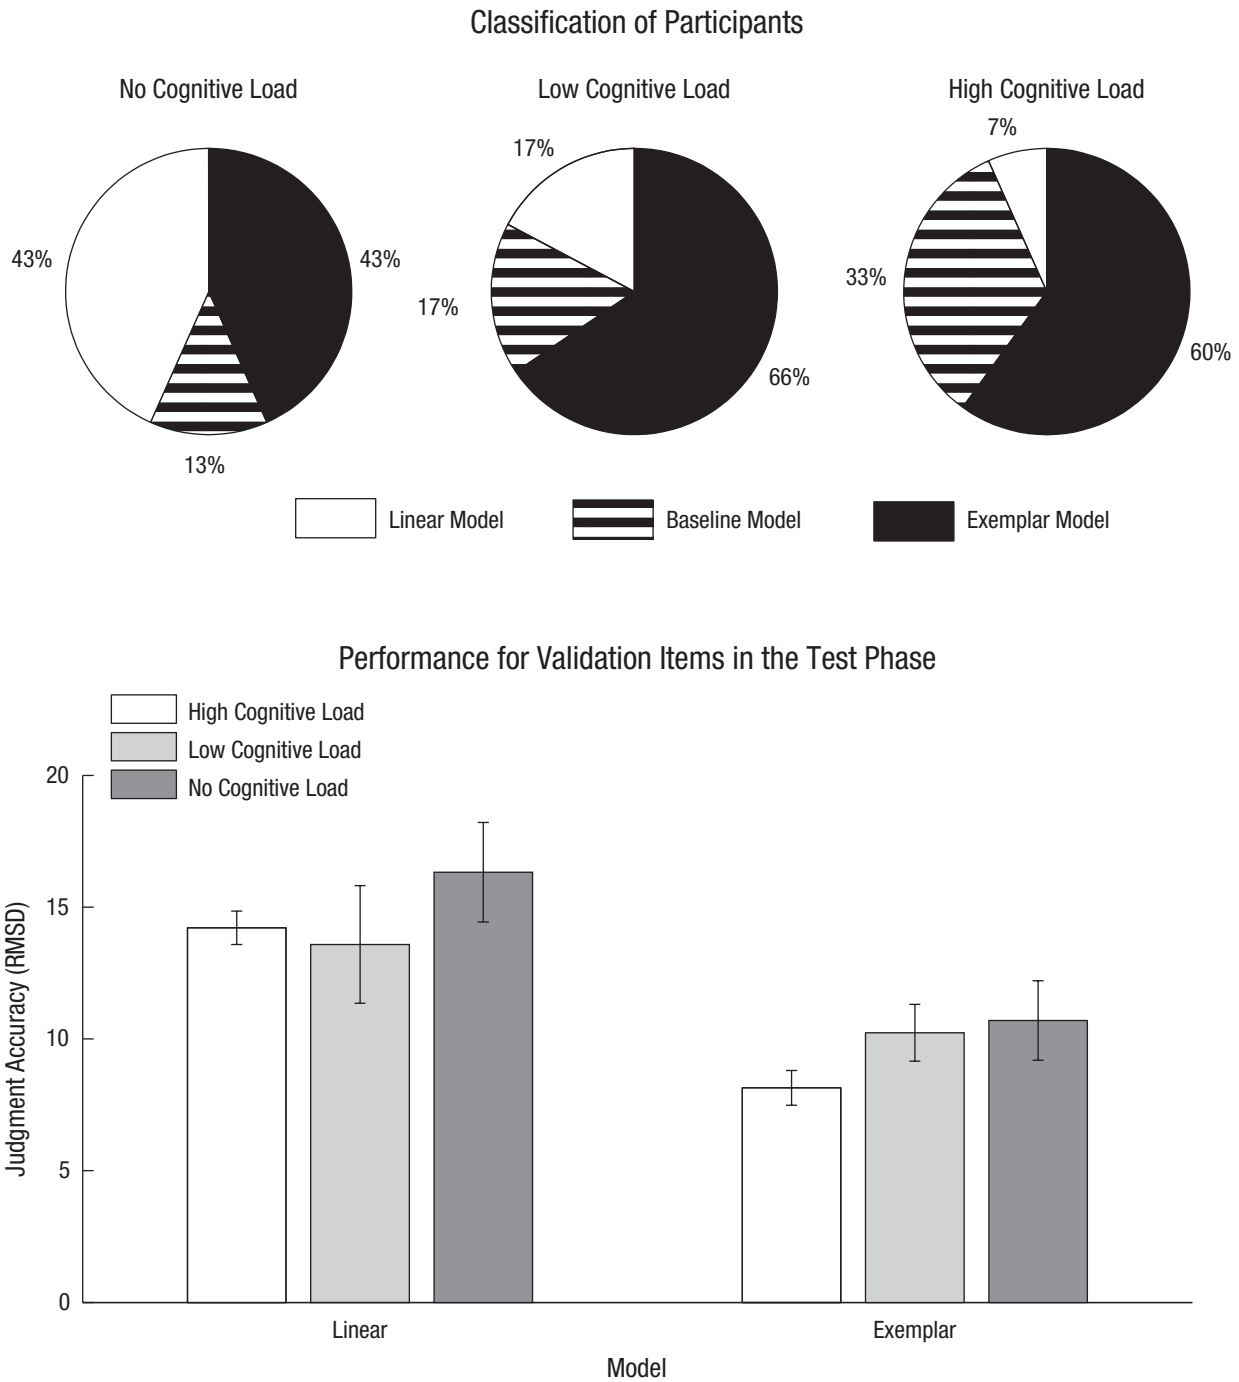 Classification of Participants
No Cognitive Load
Low Cognitive Load
High Cognitive Load
43%
43%
13%
17%
17%
66%
7%
33%
60%
Linear Model
Baseline Model
Exemplar Model
Performance for Validation Items in the Test Phase
High Cognitive Load
Low Cognitive Load
No Cognitive Load
Judgment Accuracy (RMSD)
20
15
10
5
0
Linear
Exemplar
Model